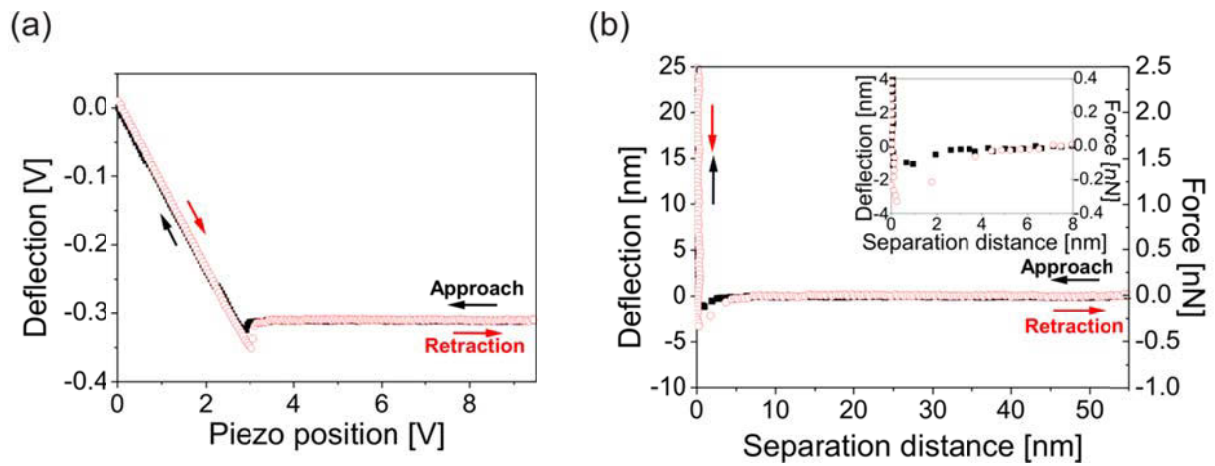 (a)
Deflection [V]
0.0
-0.1
-0.2
-0.3
-0.4
0 2 4 6 8
Piezo position [V]
Approach
Retraction
(b)
Deflection [nm]
25
20
15
10
5
0
-5
-10
0 10 20 30 40 50
Separation distance [nm]
2.5
2.0
1.5
1.0
0.5
0.0
-0.5
-1.0
Force [nN]
Approach
Retraction
Deflection [nm]
4
2
0
-2
-4
0 2 4 6 8
Separation distance [nm]
0.4
0.2
0.0
-0.2
-0.4
Force [nN]